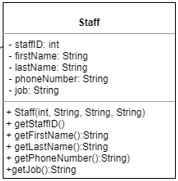 Staff
- staffID: int
- firstName: String
- lastName: String
- phoneNumber: String
- job: String
+ Staff(int, String, String, String)
+ getStaffID()
+ getFirstName():String
+ getLastName():String
+ getPhoneNumber():String)
+getJob():String